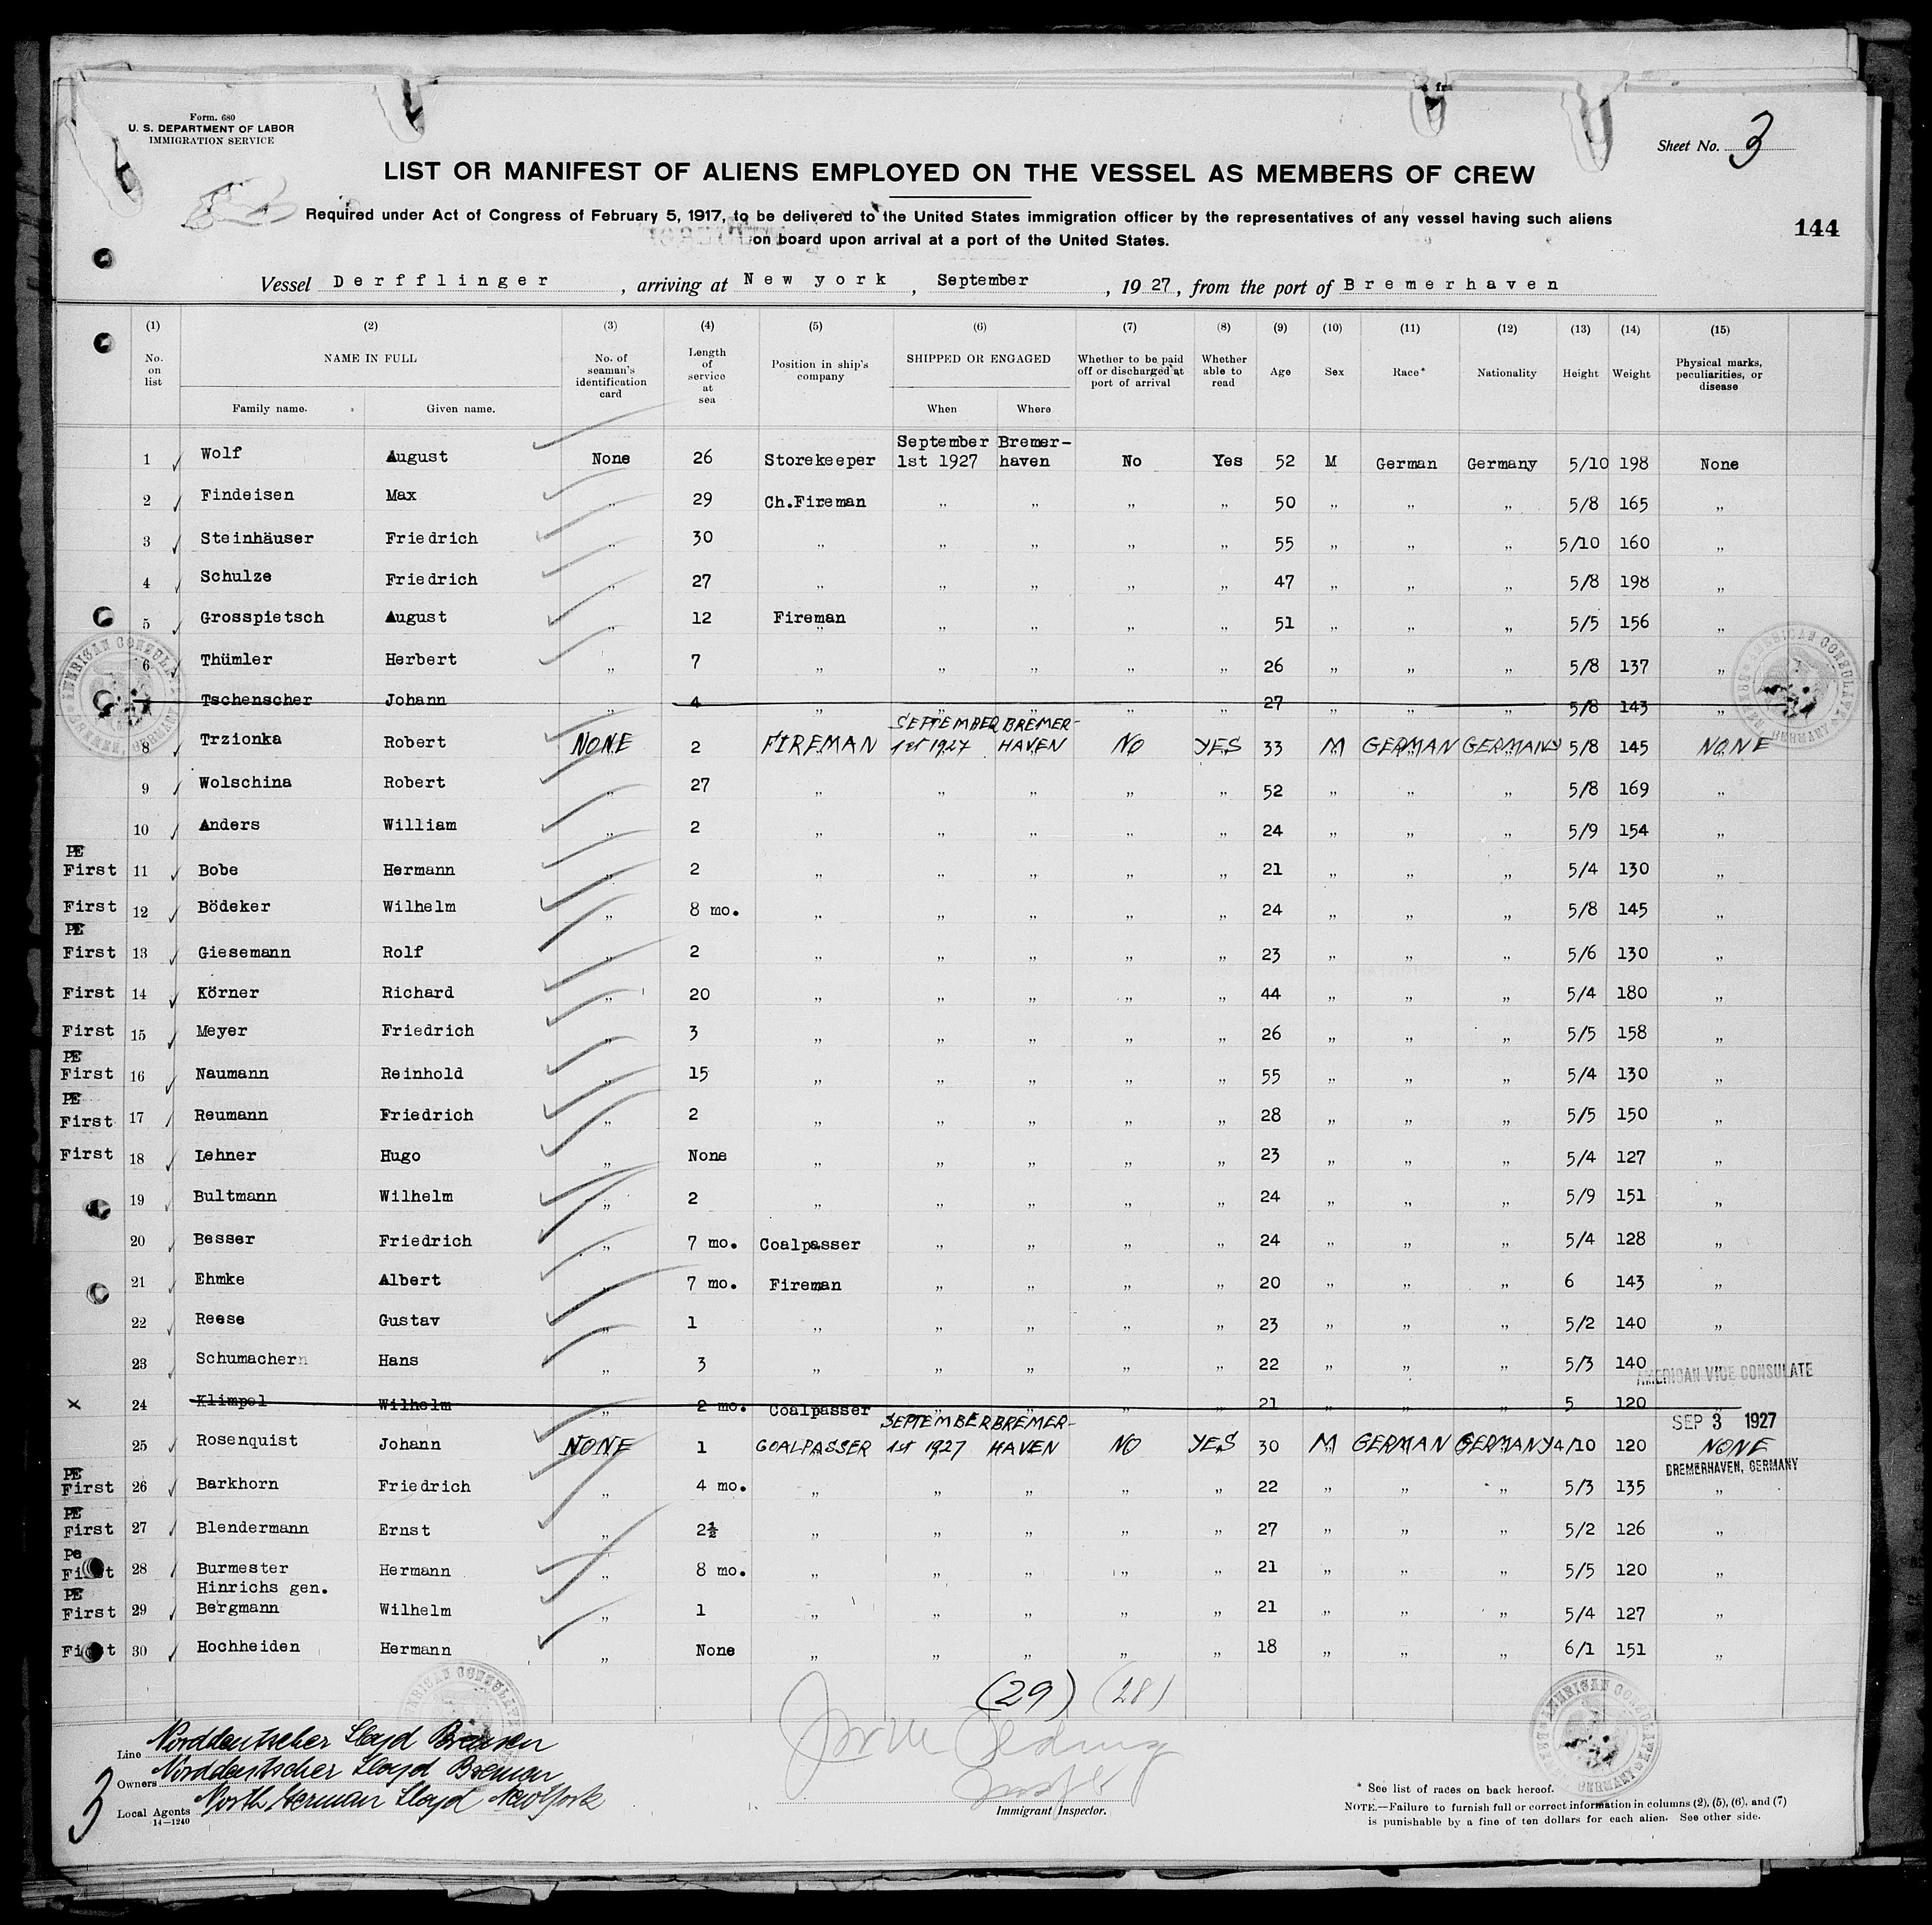 Form. 680
U. S. DEPARTMENT OF LABOR
IMMIGRATION SERVICE
Sheet No. 3
LIST OR MANIFEST OF ALIENS EMPLOYED ON THE VESSEL AS MEMBERS OF CREW
Required under Act of Congress of February 5, 1917, to be delivered to the United States immigration officer by the representatives of any vessel having such aliens
on board upon arrival at a port of the United States.
144
Vessel Derfflinger, arriving at New york, September, 1927, from the port of Bremerhaven
(1) (2) (3) (4) (5) (6) (7) (8) (9) (10) (11) (12) (13) (14) (15)
No. on list NAME IN FULL No. of seaman's identification card Length of service at sea Position in ship's company SHIPPED OR ENGAGED Whether to be paid off or discharged at port of arrival Whether able to read Age Sex Race* Nationality Height Weight Physical marks, peculiarities, or disease
Family name. Given name. When Where
1 Wolf August None 26 Storekeeper September 1st 1927 Bremer-haven No Yes 52 M German Germany 5/10 198 None
2 Findeisen Max „ 29 Ch.Fireman „ „ „ „ 50 „ „ „ 5/8 165 „
3 Steinhäuser Friedrich „ 30 „ „ „ „ „ 55 „ „ „ 5/10 160 „
4 Schulze Friedrich „ 27 „ „ „ „ „ 47 „ „ „ 5/8 198 „
5 Grosspietsch August „ 12 Fireman „ „ „ „ 51 „ „ „ 5/5 156 „
6 Thümler Herbert „ 7 „ „ „ „ „ 26 „ „ „ 5/8 137 „
Tschenscher Johann „ 4 „ „ „ „ „ 27 „ „ „ 5/8 143 „
8 Trzionka Robert NONE 2 FIREMAN SEPTEMBER 1st 1927 BREMER-HAVEN NO YES 33 M GERMAN GERMANY 5/8 145 NONE
9 Wolschina Robert „ 27 „ „ „ „ „ 52 „ „ „ 5/8 169 „
10 Anders William „ 2 „ „ „ „ „ 24 „ „ „ 5/9 154 „
PE
First 11 Bobe Hermann „ 2 „ „ „ „ „ 21 „ „ „ 5/4 130 „
First 12 Bödeker Wilhelm „ 8 mo. „ „ „ „ „ 24 „ „ „ 5/8 145 „
PE
First 13 Giesemann Rolf „ 2 „ „ „ „ „ 23 „ „ „ 5/6 130 „
First 14 Körner Richard „ 20 „ „ „ „ „ 44 „ „ „ 5/4 180 „
First 15 Meyer Friedrich „ 3 „ „ „ „ „ 26 „ „ „ 5/5 158 „
PE
First 16 Naumann Reinhold „ 15 „ „ „ „ „ 55 „ „ „ 5/4 130 „
PE
First 17 Reumann Friedrich „ 2 „ „ „ „ „ 28 „ „ „ 5/5 150 „
First 18 Lehner Hugo „ None „ „ „ „ „ 23 „ „ „ 5/4 127 „
19 Bultmann Wilhelm „ 2 „ „ „ „ „ 24 „ „ „ 5/9 151 „
20 Besser Friedrich „ 7 mo. Coalpasser „ „ „ „ 24 „ „ „ 5/4 128 „
21 Ehmke Albert „ 7 mo. Fireman „ „ „ „ 20 „ „ „ 6 143 „
22 Reese Gustav „ 1 „ „ „ „ „ 23 „ „ „ 5/2 140 „
23 Schumachern Hans „ 3 „ „ „ „ „ 22 „ „ „ 5/3 140 „
AMERICAN VICE CONSULATE
x 24 Klimpel Wilhelm „ 2 mo. Coalpasser „ „ „ „ 21 „ „ „ 5 120
SEP 3 1927
25 Rosenquist Johann NONE 1 COALPASSER SEPTEMBER 1st 1927 BREMER-HAVEN NO YES 30 M GERMAN GERMANY 4/10 120 NONE
BREMERHAVEN, GERMANY
PE
First 26 Barkhorn Friedrich „ 4 mo. „ „ „ „ „ 22 „ „ „ 5/3 135 „
PE
First 27 Blendermann Ernst „ 2½ „ „ „ „ „ 27 „ „ „ 5/2 126 „
Pe
First 28 Burmester Hermann „ 8 mo. „ „ „ „ „ 21 „ „ „ 5/5 120 „
PE Hinrichs gen.
First 29 Bergmann Wilhelm „ 1 „ „ „ „ „ 21 „ „ „ 5/4 127 „
First 30 Hochheiden Hermann „ None „ „ „ „ „ 18 „ „ „ 6/1 151 „
(29) (28)
Line Norddeutscher Lloyd Bremen
Owners Norddeutscher Lloyd Bremen
Local Agents North German Lloyd New York
14—1240
3
Immigrant Inspector.
* See list of races on back hereof.
NOTE.—Failure to furnish full or correct information in columns (2), (5), (6), and (7)
is punishable by a fine of ten dollars for each alien. See other side.
AMERICAN CONSULATE
BREMEN, GERMANY